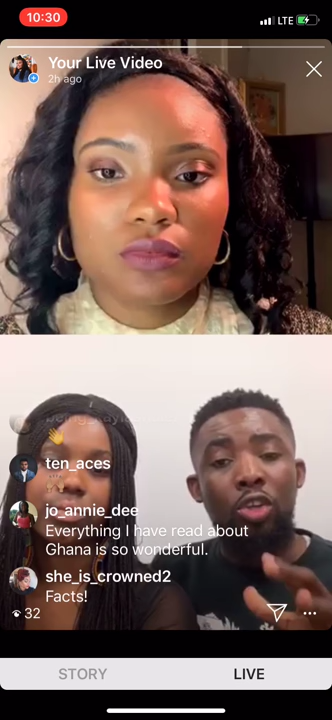 10:30
LTE
Your Live Video
2h ago
ten_aces
jo_annie_dee
Everything I have read about
Ghana is so wonderful.
she_is_crowned2
Facts!
32
STORY
LIVE